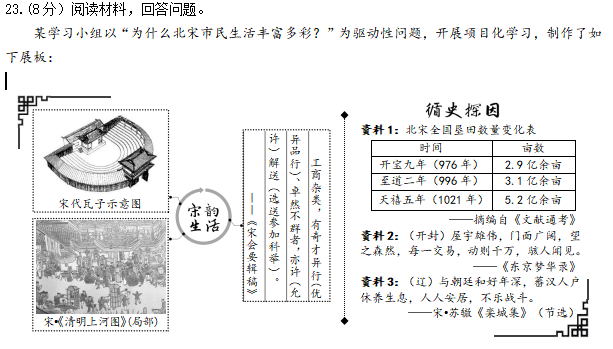 23.(8分）阅读材料，回答问题。
某学习小组以“为什么北宋市民生活丰富多彩？”为驱动性问题，开展项目化学习，制作了如
下展板：
宋代瓦子示意图
宋•《清明上河图》(局部)
宋韵
生活
工商杂类，有奇才异行（优
异品行）、卓然不群者，亦许（允
许）解送（选送参加科举）。
——《宋会要辑稿》
循史探因
资料1：北宋全国垦田数量变化表
时间 亩数
开宝九年（976年） 2.9亿余亩
至道二年（996年） 3.1亿余亩
天禧五年（1021年） 5.2亿余亩
——摘编自《文献通考》
资料2：（开封）屋宇雄伟，门面广阔，望
之森然，每一交易，动则千万，骇人闻见。
——《东京梦华录》
资料3：（辽）与朝廷和好年深，蕃汉人户
休养生息，人人安居，不乐战斗。
——宋•苏辙《栾城集》（节选）